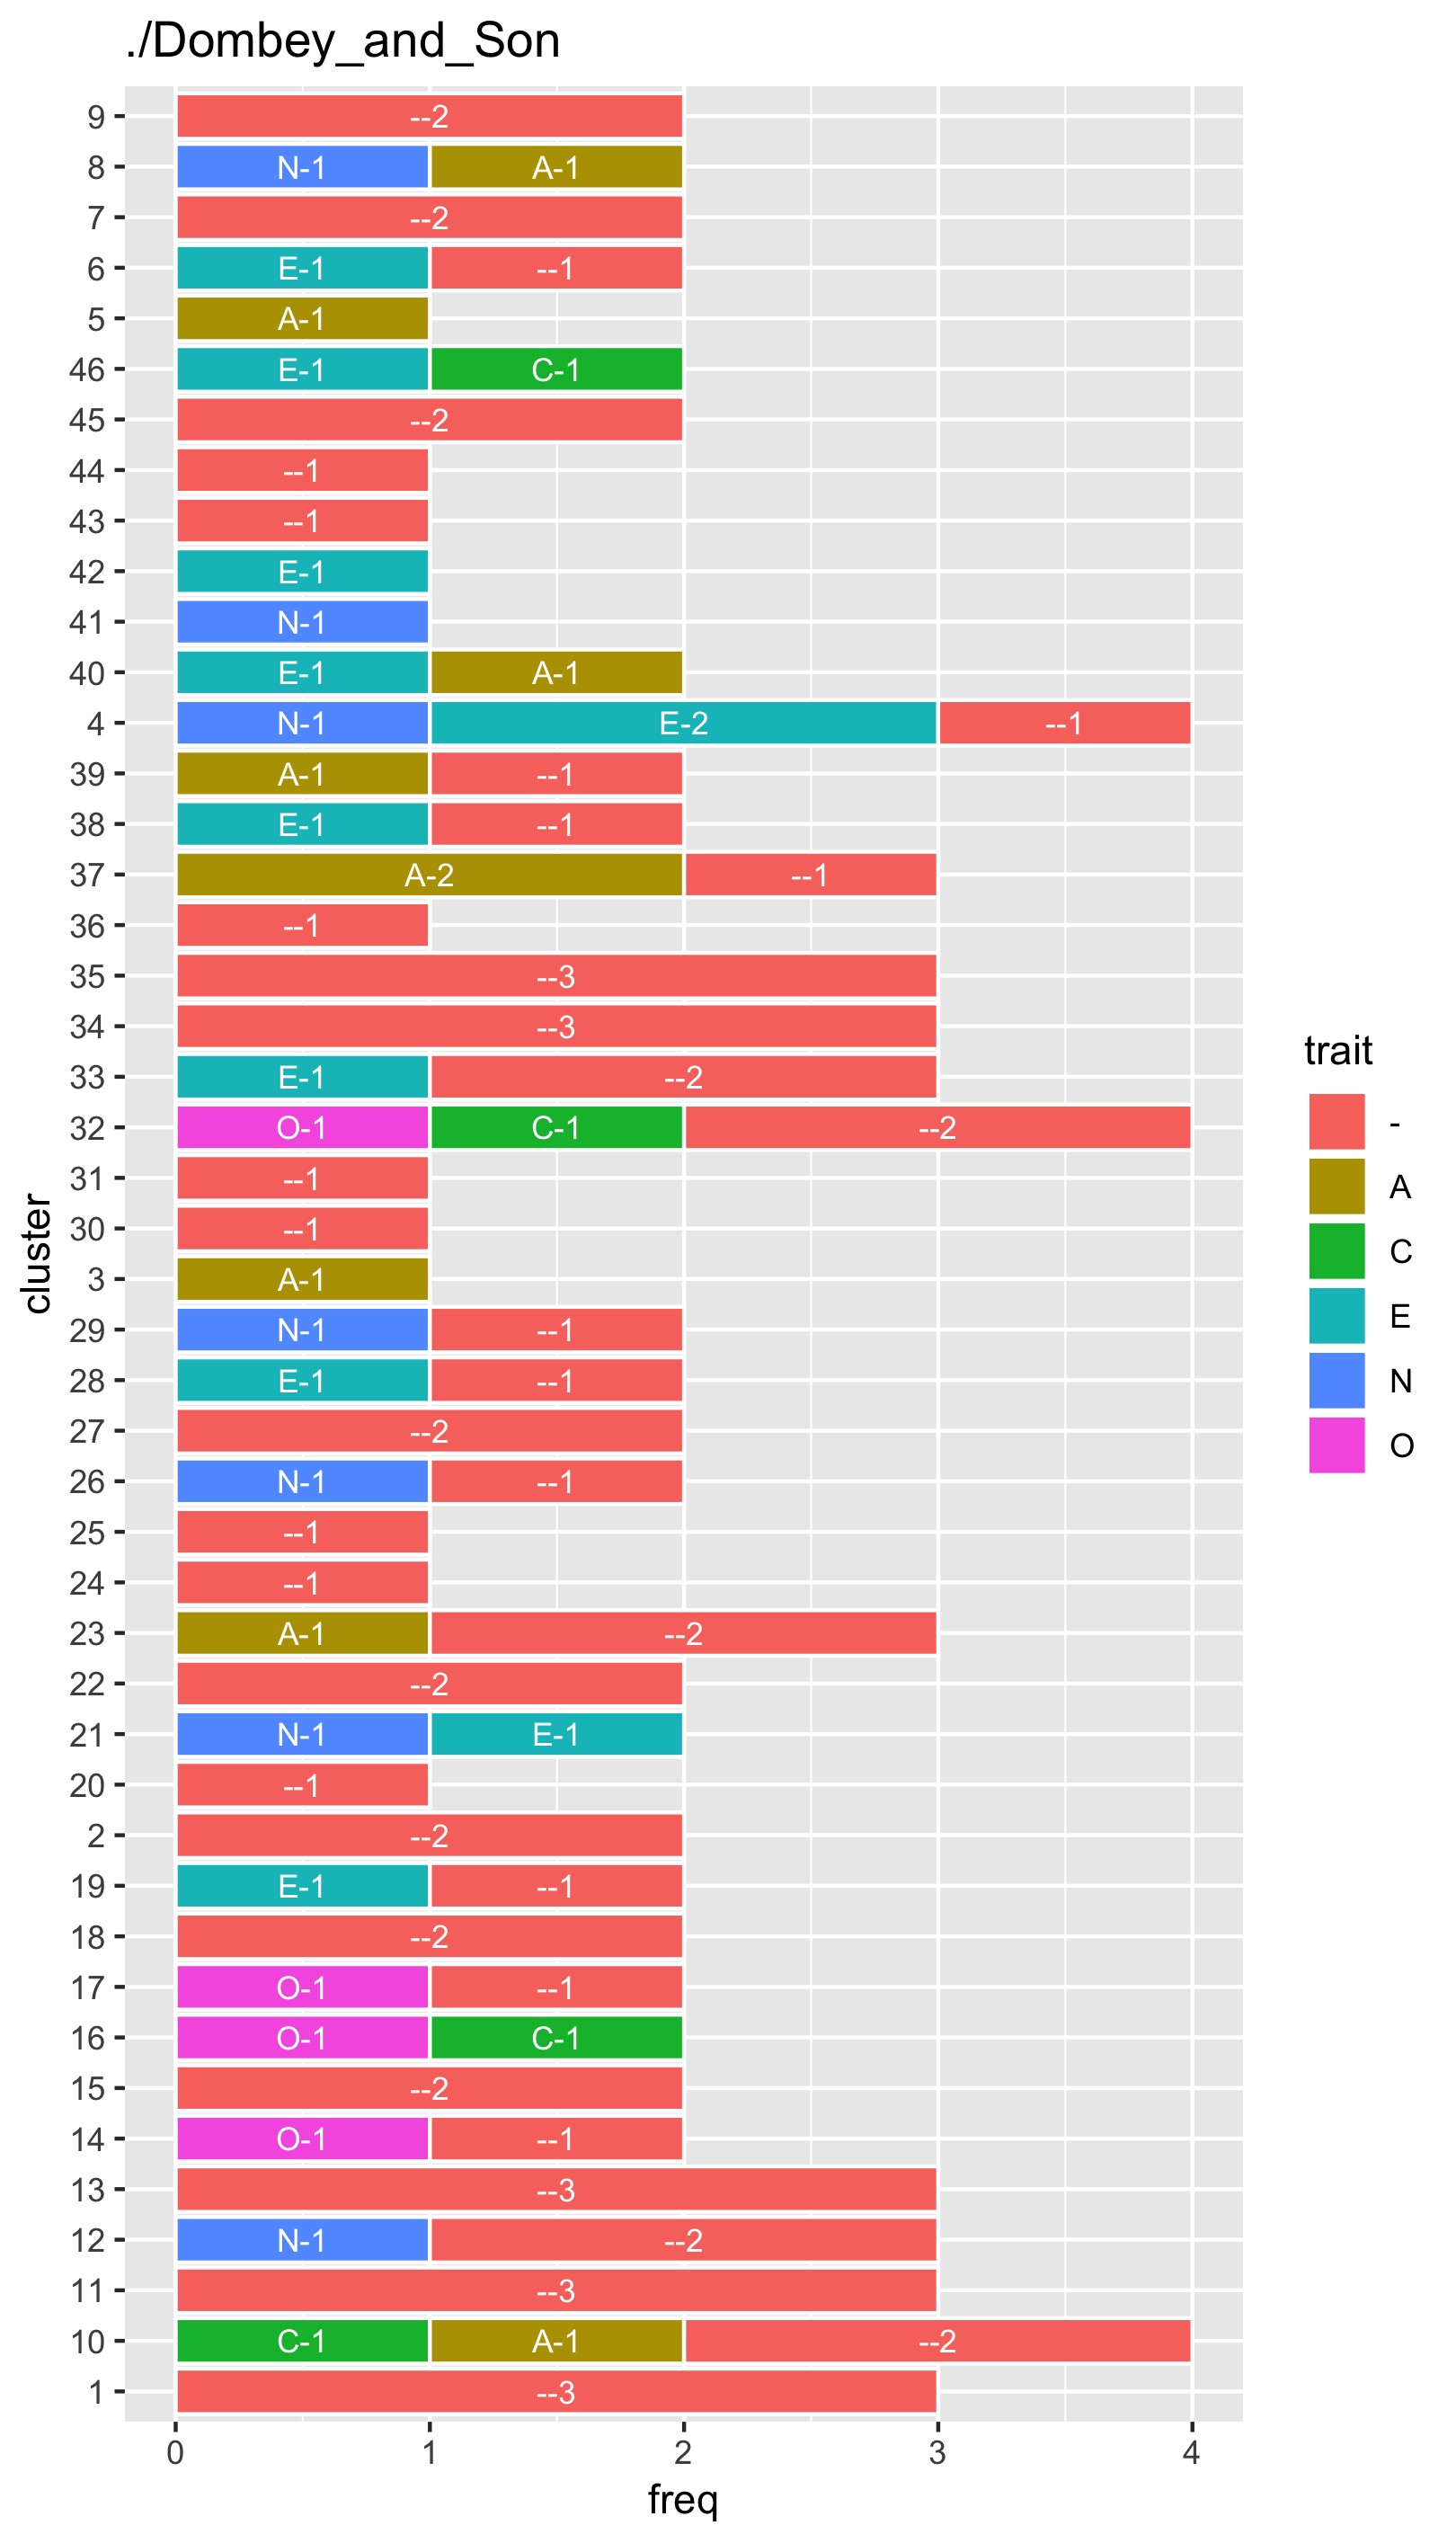 ./Dombey_and_Son
9 --2
8 N-1 A-1
7 --2
6 E-1 --1
5 A-1
46 E-1 C-1
45 --2
44 --1
43 --1
42 E-1
41 N-1
40 E-1 A-1
4 N-1 E-2 --1
39 A-1 --1
38 E-1 --1
37 A-2 --1
36 --1
35 --3
34 --3
33 E-1 --2
32 O-1 C-1 --2
31 --1
30 --1
3 A-1
29 N-1 --1
28 E-1 --1
27 --2
26 N-1 --1
25 --1
24 --1
23 A-1 --2
22 --2
21 N-1 E-1
20 --1
2 --2
19 E-1 --1
18 --2
17 O-1 --1
16 O-1 C-1
15 --2
14 O-1 --1
13 --3
12 N-1 --2
11 --3
10 C-1 A-1 --2
1 --3
0 1 2 3 4
freq
cluster
trait
-
A
C
E
N
O